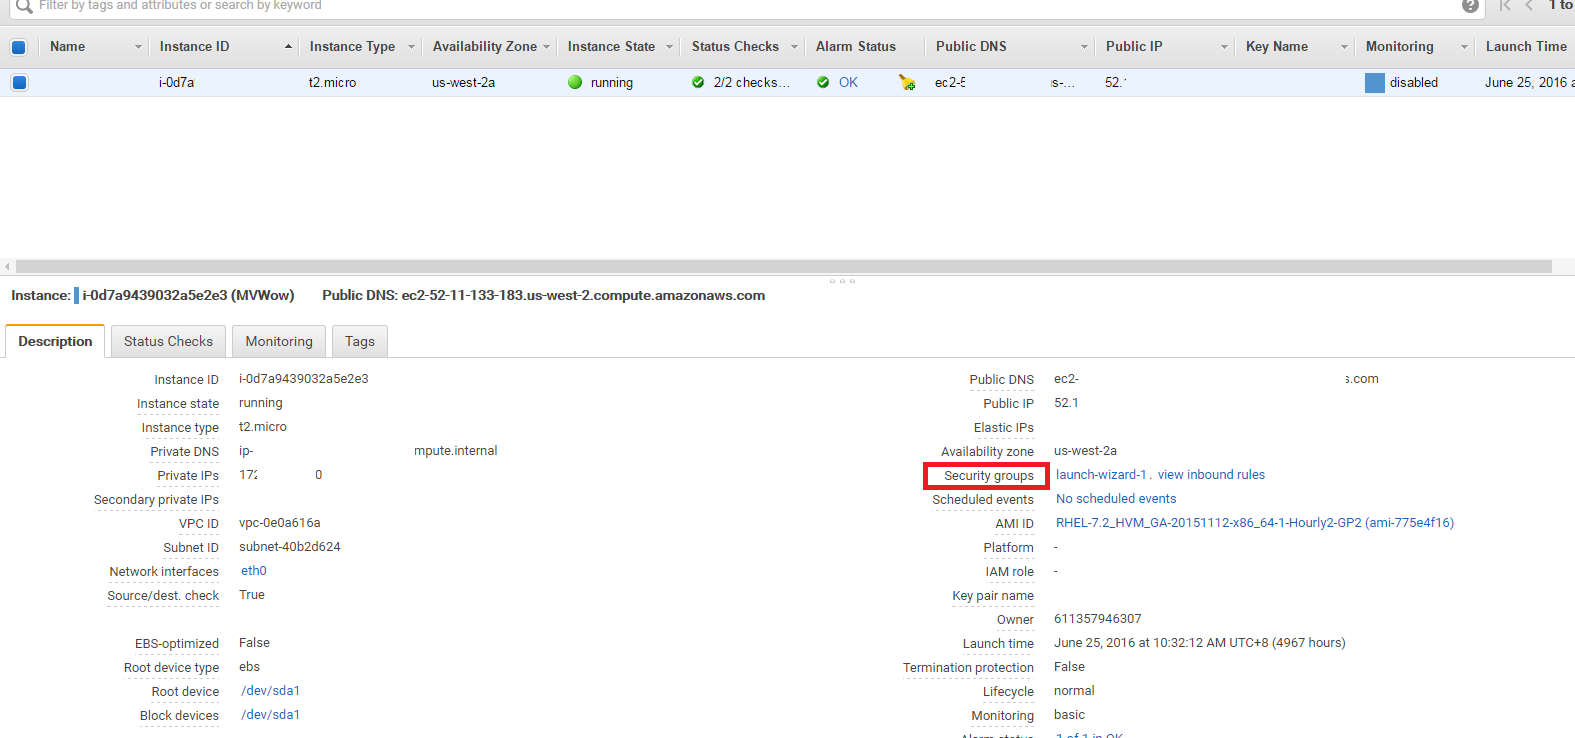 Filter by tags and attributes or search by keyword
1 to
Name Instance ID Instance Type Availability Zone Instance State Status Checks Alarm Status Public DNS Public IP Key Name Monitoring Launch Time
i-0d7a t2.micro us-west-2a running 2/2 checks... OK ec2-5 s-... 52. disabled June 25, 2016 a
Instance: i-0d7a9439032a5e2e3 (MVWow) Public DNS: ec2-52-11-133-183.us-west-2.compute.amazonaws.com
Description Status Checks Monitoring Tags
Instance ID i-0d7a9439032a5e2e3 Public DNS ec2- s.com
Instance state running Public IP 52.1
Instance type t2.micro Elastic IPs
Private DNS ip- mpute.internal Availability zone us-west-2a
Private IPs 172 0 Security groups launch-wizard-1 . view inbound rules
Secondary private IPs Scheduled events No scheduled events
VPC ID vpc-0e0a616a AMI ID RHEL-7.2_HVM_GA-20151112-x86_64-1-Hourly2-GP2 (ami-775e4f16)
Subnet ID subnet-40b2d624 Platform -
Network interfaces eth0 IAM role -
Source/dest. check True Key pair name
Owner 611357946307
EBS-optimized False Launch time June 25, 2016 at 10:32:12 AM UTC+8 (4967 hours)
Root device type ebs Termination protection False
Root device /dev/sda1 Lifecycle normal
Block devices /dev/sda1 Monitoring basic
Alarm status 1 of 1 in OK